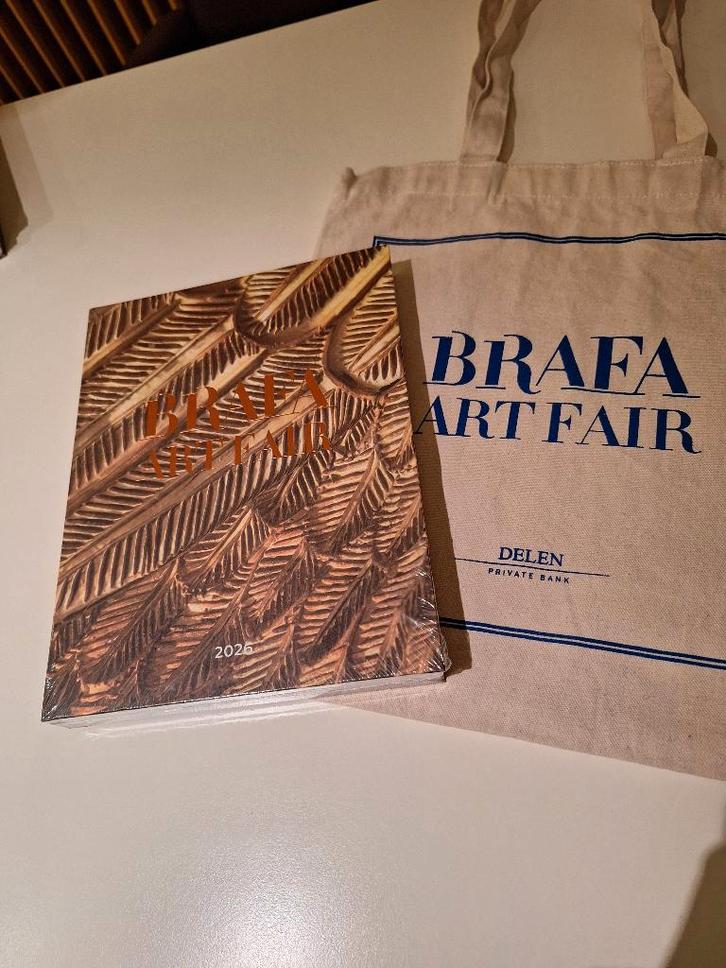 BRAFA
ART FAIR
2026
BRAFA
ART FAIR
DELEN
PRIVATE BANK